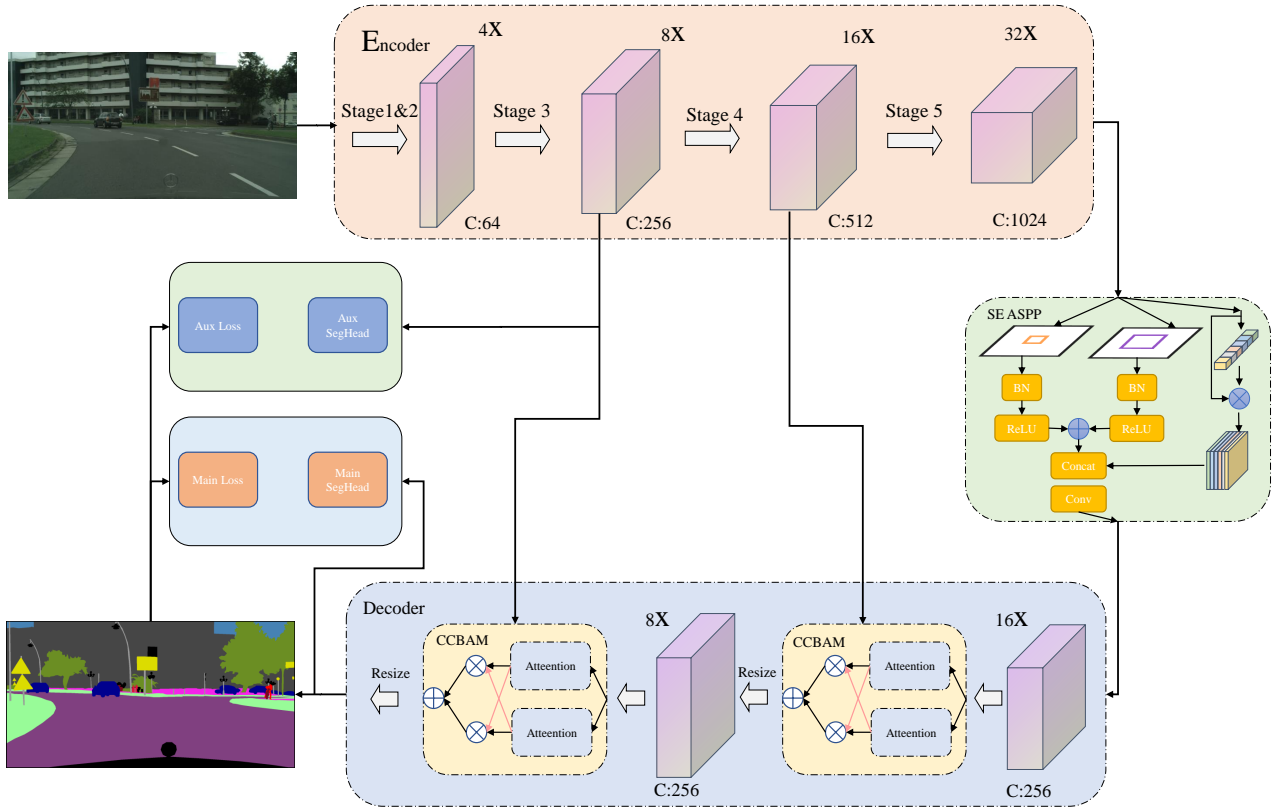 Encoder
4X
8X
16X
32X
Stage1&2
Stage 3
Stage 4
Stage 5
C:64
C:256
C:512
C:1024
Aux Loss
Aux
SegHead
Main Loss
Main
SegHead
SE ASPP
BN
BN
ReLU
ReLU
Concat
Conv
Decoder
CCBAM
8X
CCBAM
16X
Atteention
Atteention
Resize
Resize
Atteention
Atteention
C:256
C:256